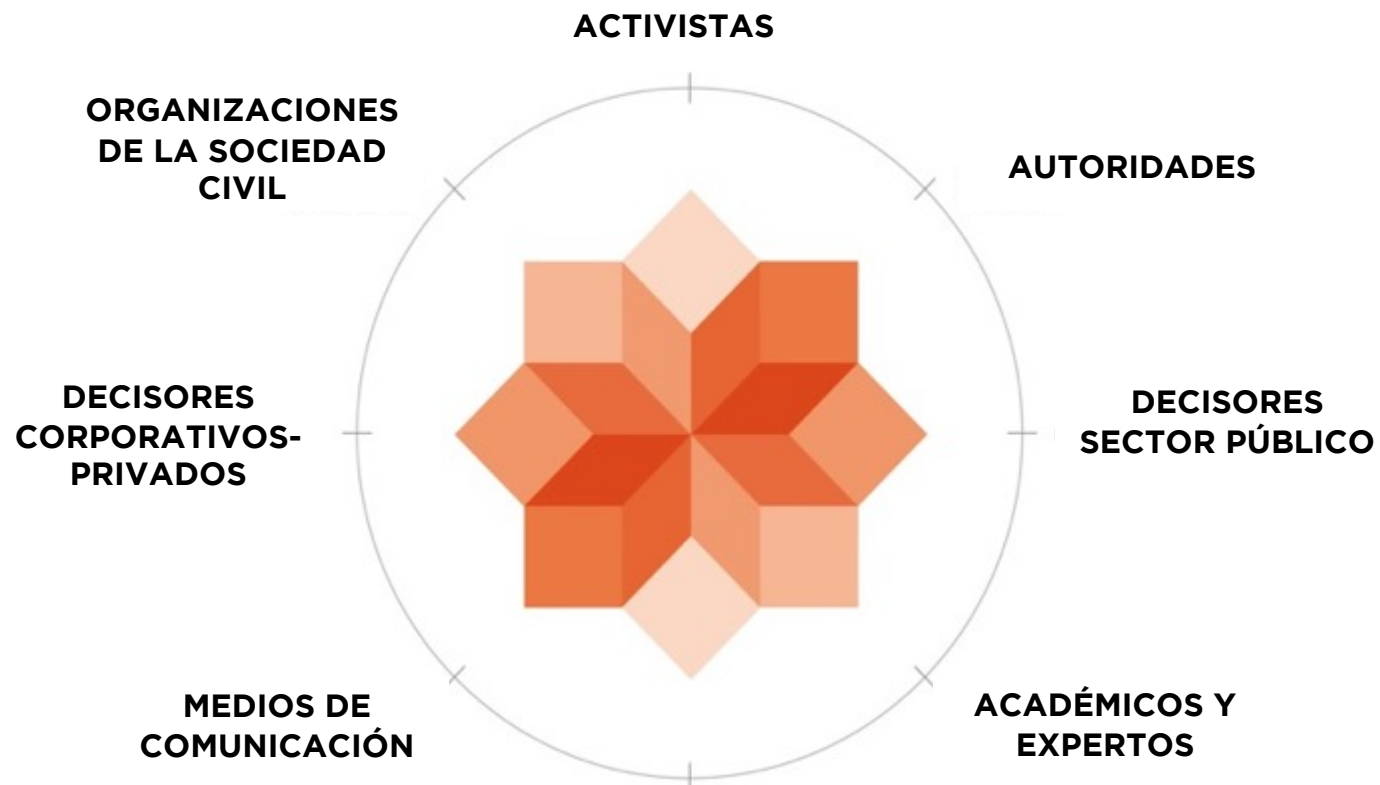 ACTIVISTAS
ORGANIZACIONES
DE LA SOCIEDAD
CIVIL
AUTORIDADES
DECISORES
CORPORATIVOS-
PRIVADOS
DECISORES
SECTOR PÚBLICO
MEDIOS DE
COMUNICACIÓN
ACADÉMICOS Y
EXPERTOS